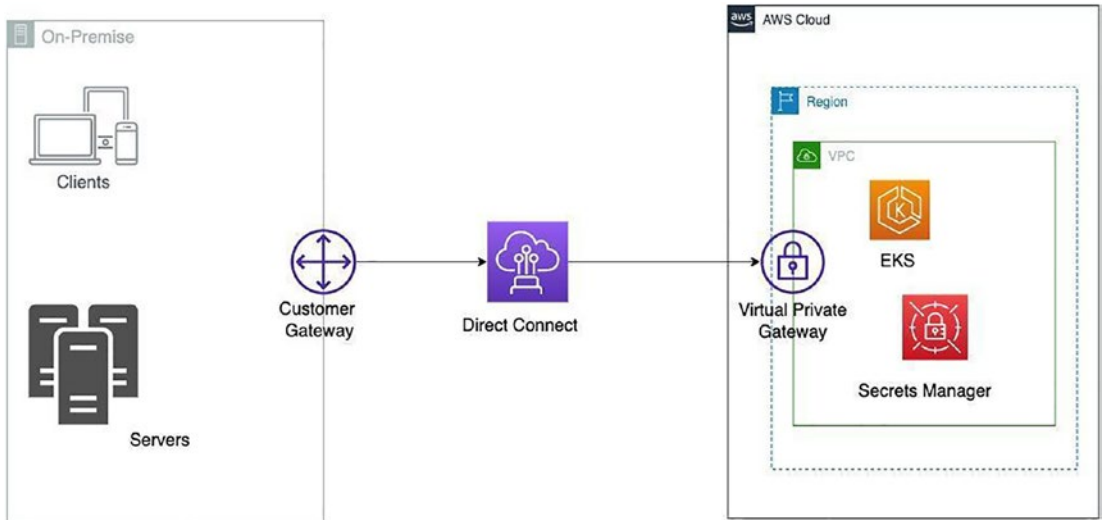 On-Premise
Clients
Servers
Customer
Gateway
Direct Connect
aws
AWS Cloud
Region
VPC
K
EKS
Virtual Private
Gateway
Secrets Manager